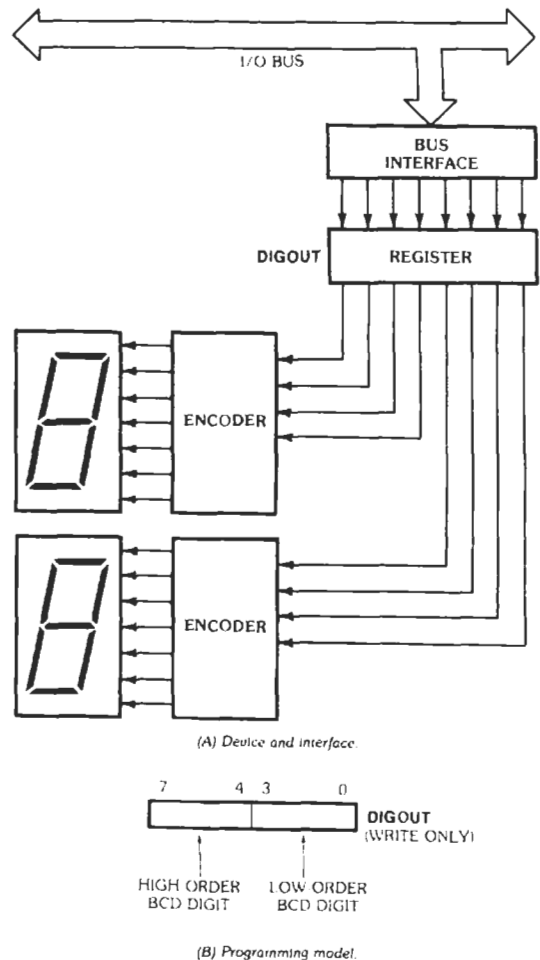 I/O BUS
BUS
INTERFACE
DIGOUT
REGISTER
ENCODER
ENCODER
(A) Device and interface.
7 4 3 0
DIGOUT
(WRITE ONLY)
HIGH ORDER
BCD DIGIT
LOW ORDER
BCD DIGIT
(B) Programming model.